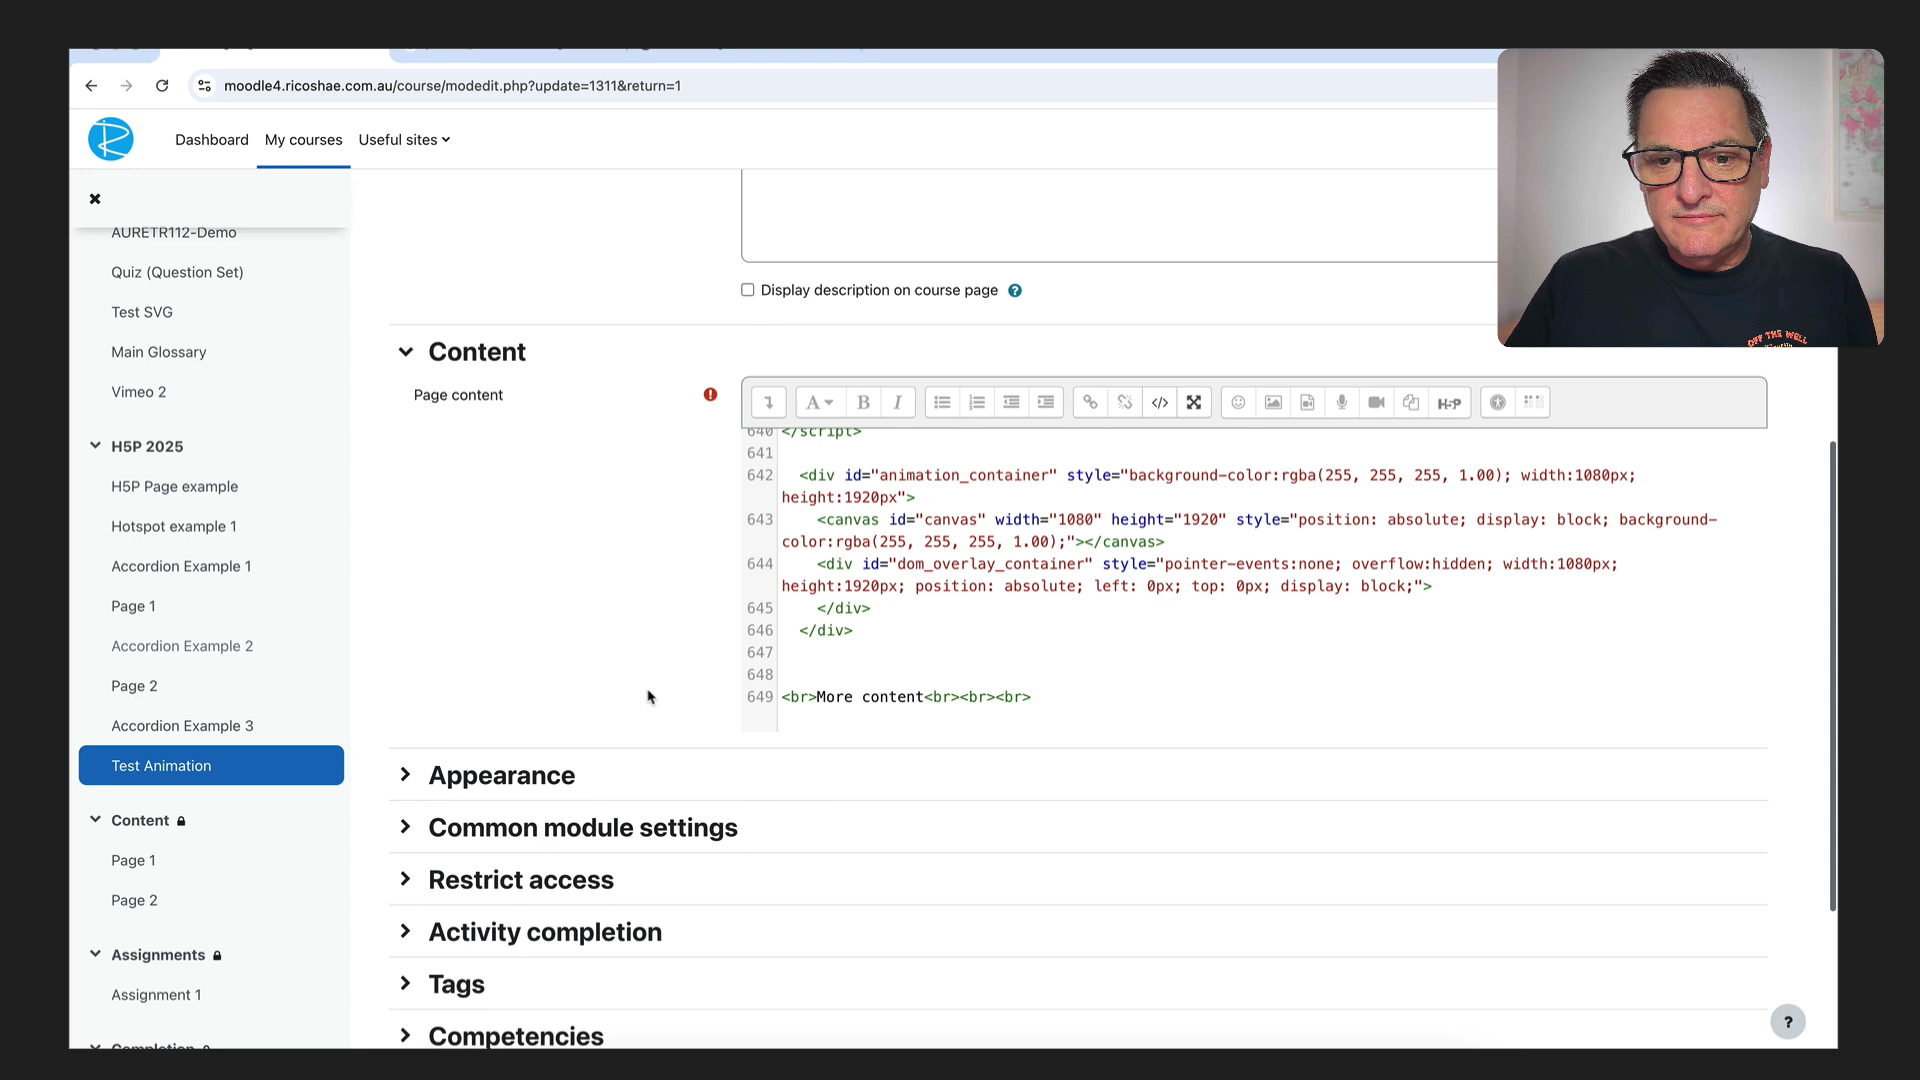 moodle4.ricoshae.com.au/course/modedit.php?update=1311&return=1
Dashboard
My courses
Useful sites
AURETR112-Demo
Quiz (Question Set)
Test SVG
Main Glossary
Vimeo 2
H5P 2025
H5P Page example
Hotspot example 1
Accordion Example 1
Page 1
Accordion Example 2
Page 2
Accordion Example 3
Test Animation
Content
Page 1
Page 2
Assignments
Assignment 1
Completion
Display description on course page
Content
Page content
A B I H5P
640 </script>
641
642 <div id="animation_container" style="background-color:rgba(255, 255, 255, 1.00); width:1080px;
height:1920px">
643 <canvas id="canvas" width="1080" height="1920" style="position: absolute; display: block; background-
color:rgba(255, 255, 255, 1.00);"></canvas>
644 <div id="dom_overlay_container" style="pointer-events:none; overflow:hidden; width:1080px;
height:1920px; position: absolute; left: 0px; top: 0px; display: block;">
645 </div>
646 </div>
647
648
649 <br>More content<br><br><br>
Appearance
Common module settings
Restrict access
Activity completion
Tags
Competencies
?
OFF THE WELL